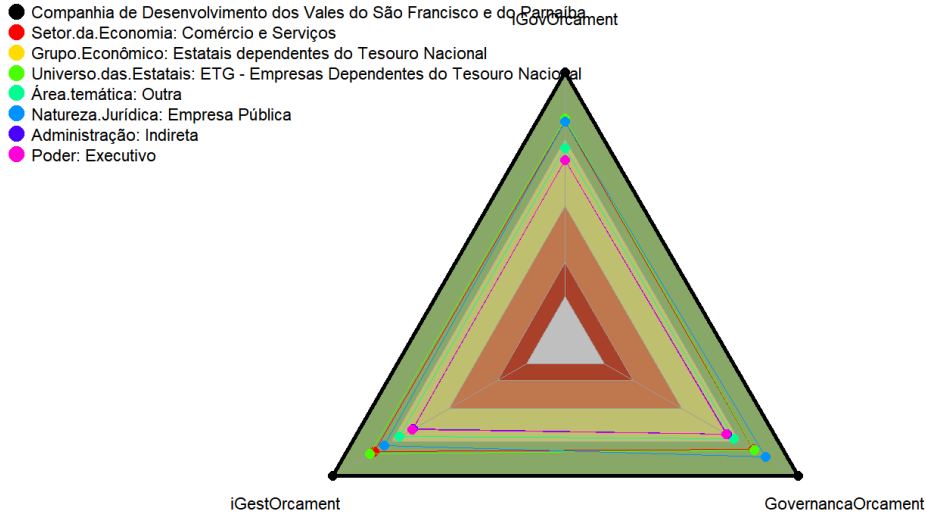 Companhia de Desenvolvimento dos Vales do São Francisco e do Parnaíba
iGovOrcament
Setor.da.Economia: Comércio e Serviços
Grupo.Econômico: Estatais dependentes do Tesouro Nacional
Universo.das.Estatais: ETG - Empresas Dependentes do Tesouro Nacional
Área.temática: Outra
Natureza.Jurídica: Empresa Pública
Administração: Indireta
Poder: Executivo
iGestOrcament
GovernancaOrcament